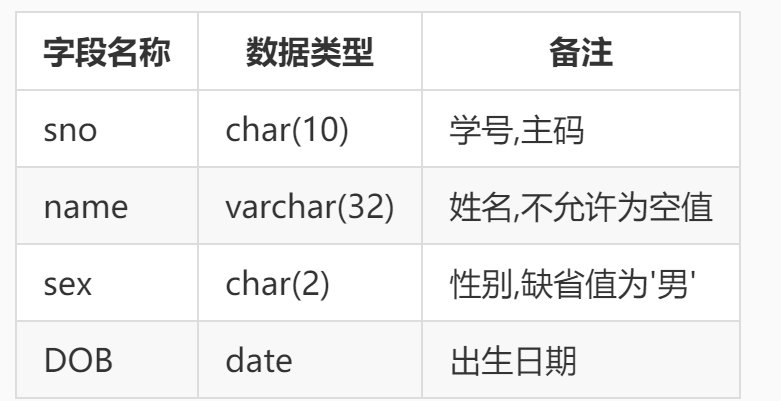 字段名称 数据类型 备注
sno char(10) 学号,主码
name varchar(32) 姓名,不允许为空值
sex char(2) 性别,缺省值为'男'
DOB date 出生日期